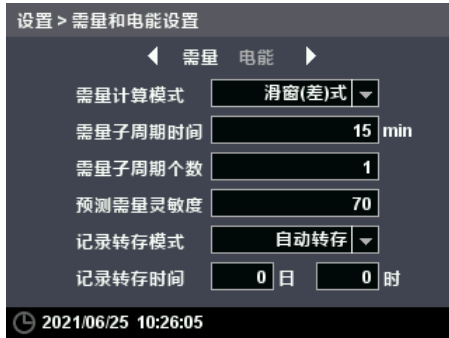 设置 > 需量和电能设置
需量 电能
需量计算模式 滑窗(差)式
需量子周期时间 15 min
需量子周期个数 1
预测需量灵敏度 70
记录转存模式 自动转存
记录转存时间 0 日 0 时
2021/06/25 10:26:05